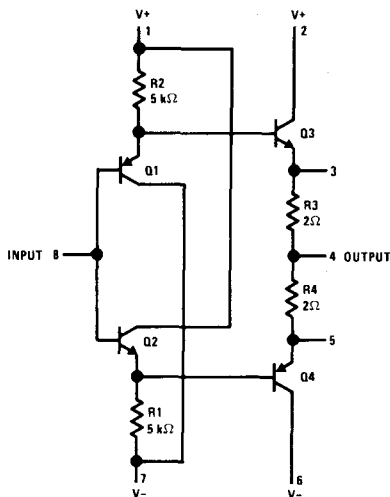 V+
1
V+
2
R2
5 kΩ
Q3
Q1
3
R3
2Ω
INPUT 8
4 OUTPUT
R4
2Ω
Q2
5
Q4
R1
5 kΩ
7
V-
6
V-